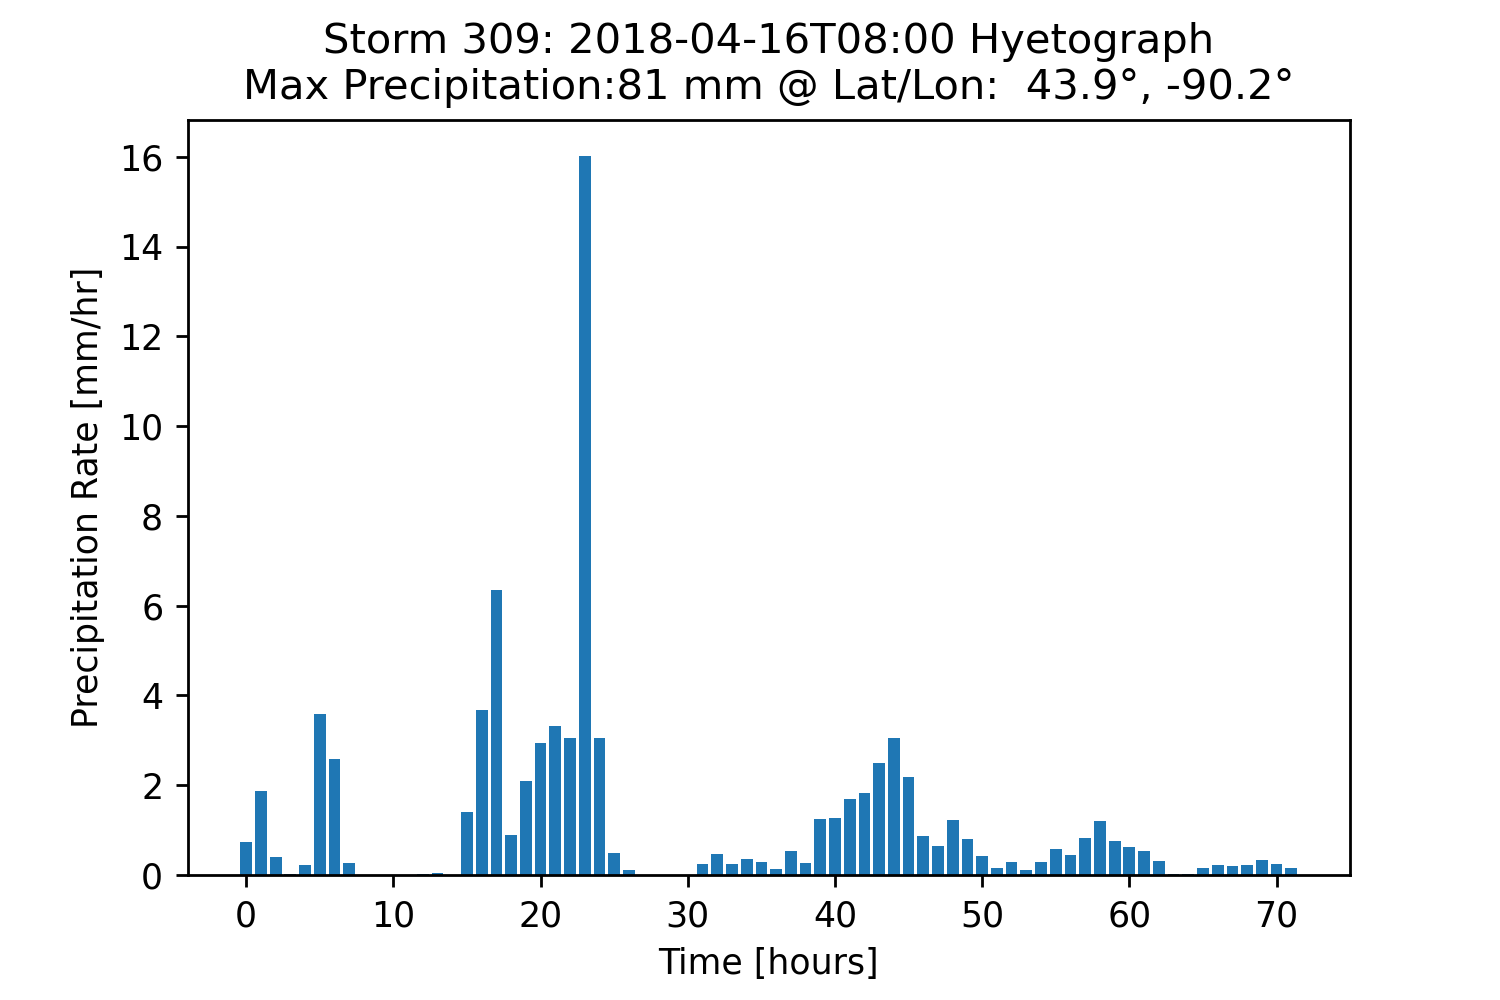 Storm 309: 2018-04-16T08:00 Hyetograph
Max Precipitation:81 mm @ Lat/Lon:  43.9°, -90.2°
Precipitation Rate [mm/hr]
16
14
12
10
8
6
4
2
0
0 10 20 30 40 50 60 70
Time [hours]